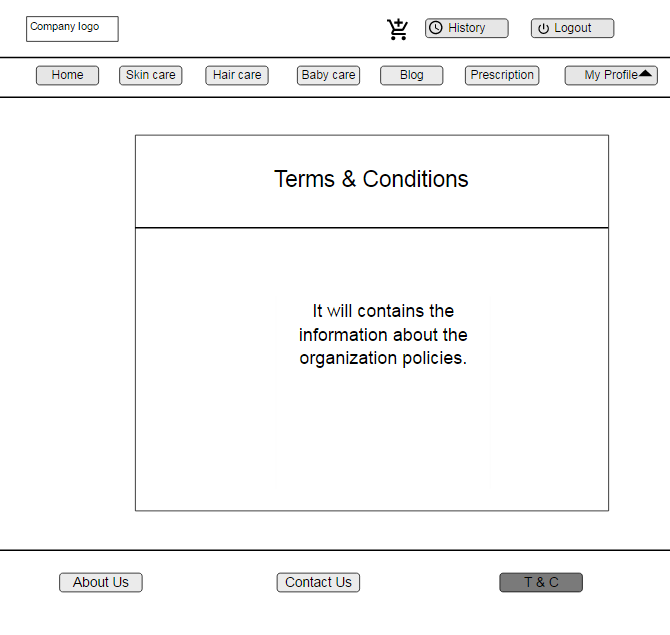 Company logo
History
Logout
Home
Skin care
Hair care
Baby care
Blog
Prescription
My Profile
Terms & Conditions
It will contains the
information about the
organization policies.
About Us
Contact Us
T & C